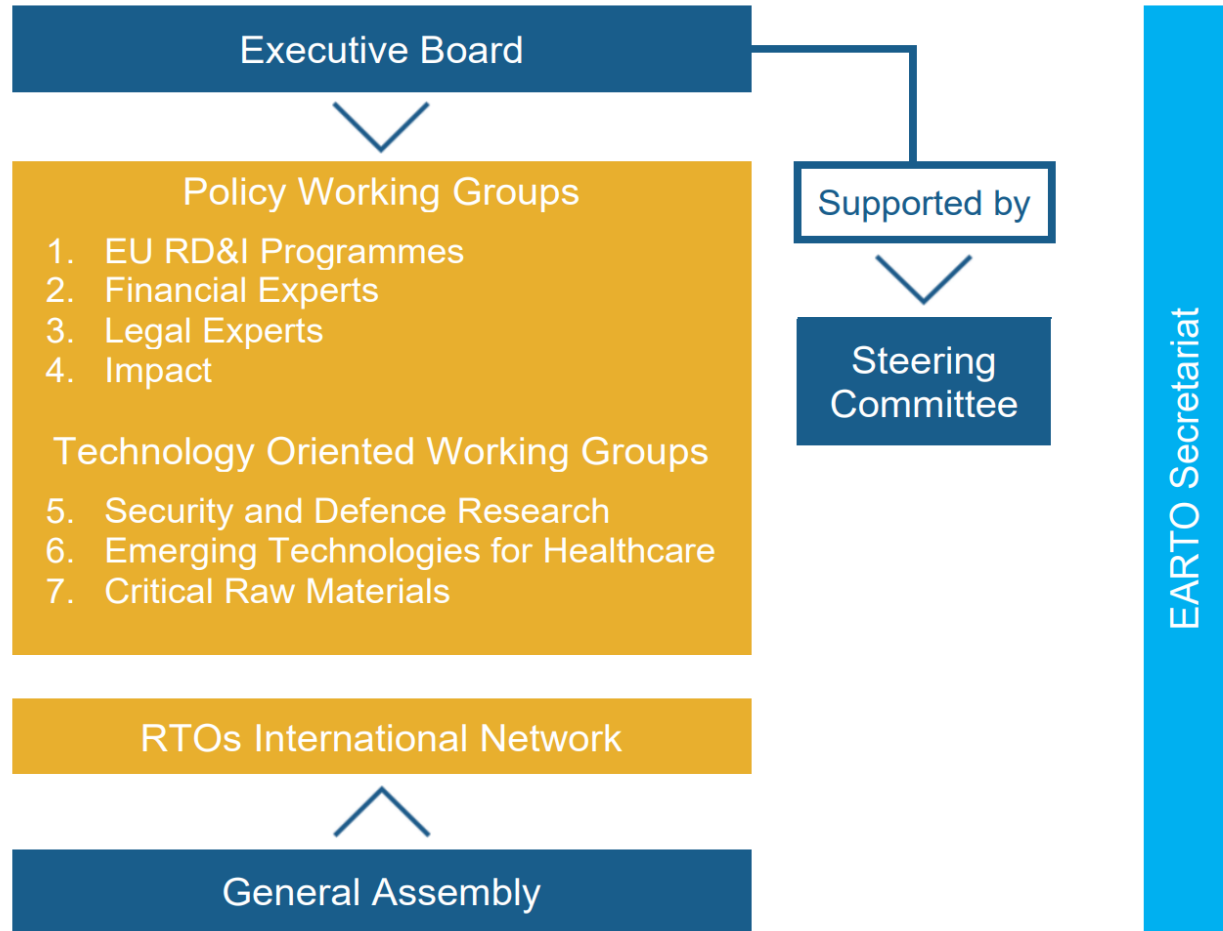 Executive Board
Policy Working Groups
1. EU RD&I Programmes
2. Financial Experts
3. Legal Experts
4. Impact
Technology Oriented Working Groups
5. Security and Defence Research
6. Emerging Technologies for Healthcare
7. Critical Raw Materials
RTOs International Network
General Assembly
Supported by
Steering
Committee
EARTO Secretariat